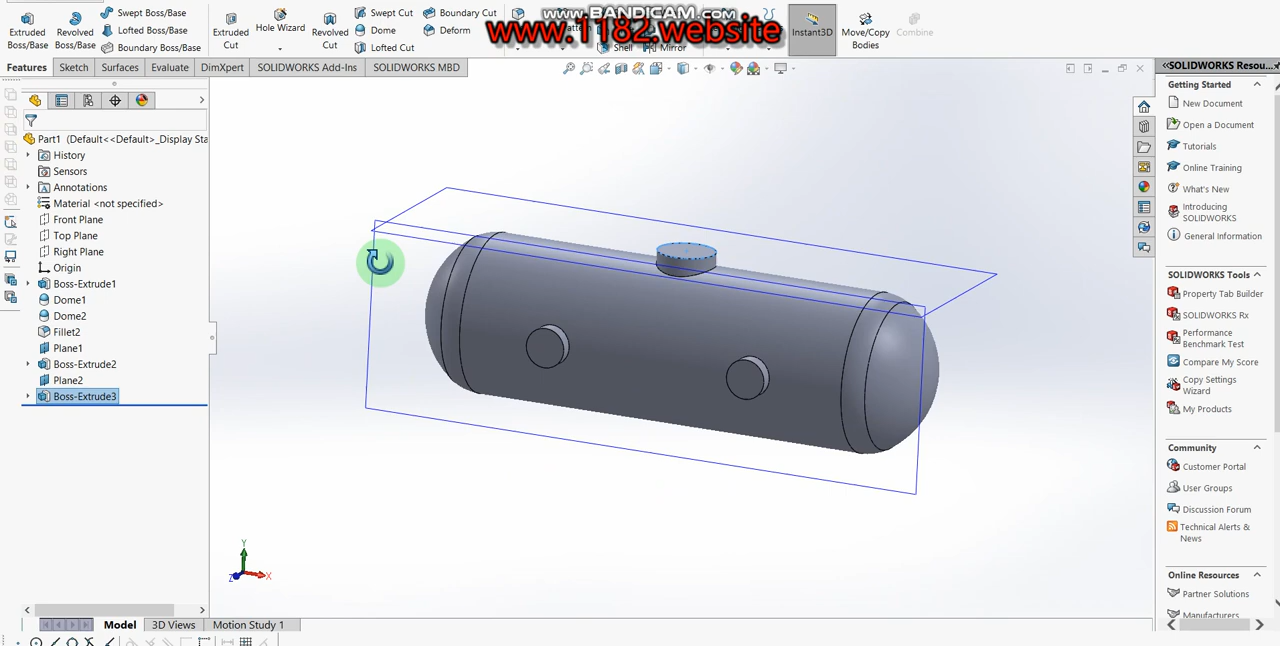 www.BANDICAM.com
www.1182.website
Extruded Boss/Base
Revolved Boss/Base
Swept Boss/Base
Lofted Boss/Base
Boundary Boss/Base
Extruded Cut
Hole Wizard
Revolved Cut
Swept Cut
Dome
Lofted Cut
Boundary Cut
Deform
Shell
Mirror
Instant3D
Move/Copy Bodies
Combine
Features
Sketch
Surfaces
Evaluate
DimXpert
SOLIDWORKS Add-Ins
SOLIDWORKS MBD
Part1 (Default<<Default>_Display Sta
History
Sensors
Annotations
Material <not specified>
Front Plane
Top Plane
Right Plane
Origin
Boss-Extrude1
Dome1
Dome2
Fillet2
Plane1
Boss-Extrude2
Plane2
Boss-Extrude3
Y
Z
X
Model
3D Views
Motion Study 1
SOLIDWORKS Resou...
Getting Started
New Document
Open a Document
Tutorials
Online Training
What's New
Introducing
SOLIDWORKS
General Information
SOLIDWORKS Tools
Property Tab Builder
SOLIDWORKS Rx
Performance
Benchmark Test
Compare My Score
Copy Settings
Wizard
My Products
Community
Customer Portal
User Groups
Discussion Forum
Technical Alerts &
News
Online Resources
Partner Solutions
Manufacturers